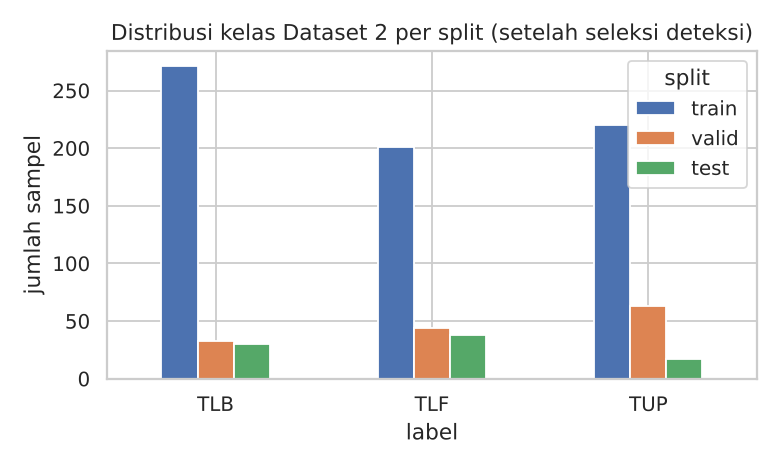 Distribusi kelas Dataset 2 per split (setelah seleksi deteksi)
split
train
valid
test
jumlah sampel
250
200
150
100
50
0
TLB TLF TUP
label